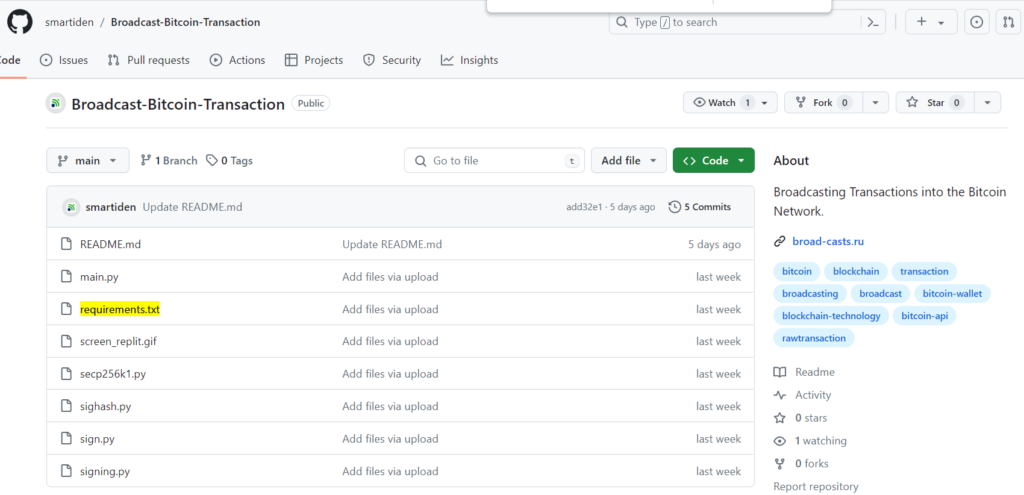 smartiden / Broadcast-Bitcoin-Transaction
Type / to search
Code Issues Pull requests Actions Projects Security Insights
Broadcast-Bitcoin-Transaction Public
Watch 1 Fork 0 Star 0
main 1 Branch 0 Tags Go to file t Add file <> Code
smartiden Update README.md add32e1 · 5 days ago 5 Commits
README.md Update README.md 5 days ago
main.py Add files via upload last week
requirements.txt Add files via upload last week
screen_replit.gif Add files via upload last week
secp256k1.py Add files via upload last week
sighash.py Add files via upload last week
sign.py Add files via upload last week
signing.py Add files via upload last week
About
Broadcasting Transactions into the Bitcoin
Network.
broad-casts.ru
bitcoin blockchain transaction
broadcasting broadcast bitcoin-wallet
blockchain-technology bitcoin-api
rawtransaction
Readme
Activity
0 stars
1 watching
0 forks
Report repository